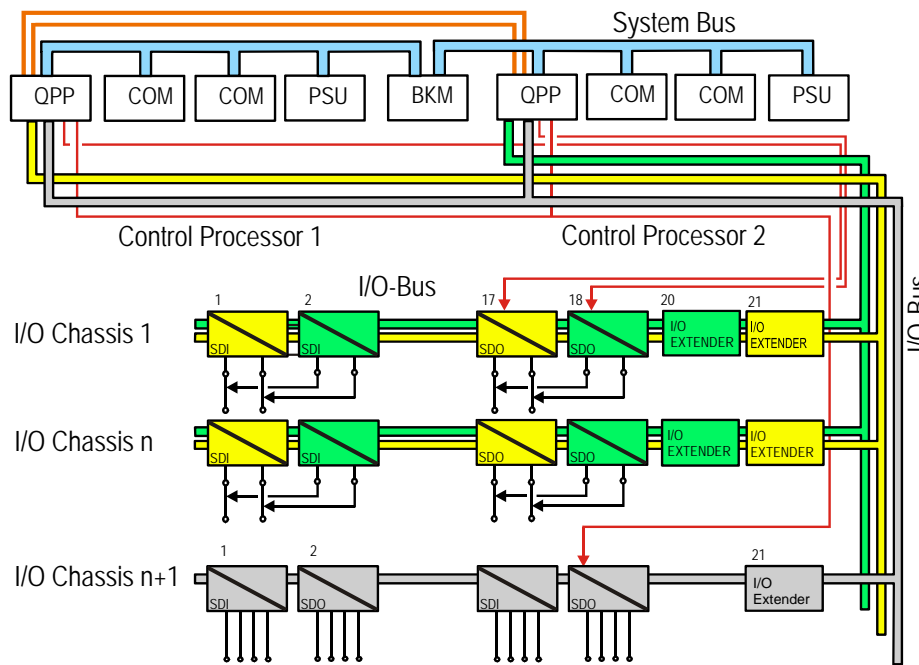 System Bus
QPP
COM
COM
PSU
BKM
QPP
COM
COM
PSU
Control Processor 1
Control Processor 2
I/O Bus
I/O-Bus
I/O Chassis 1
1
SDI
2
SDI
17
SDO
18
SDO
20
I/O
EXTENDER
21
I/O
EXTENDER
I/O Chassis n
SDI
SDI
SDO
SDO
I/O
EXTENDER
I/O
EXTENDER
I/O Chassis n+1
1
SDI
2
SDO
SDI
SDO
21
I/O
Extender